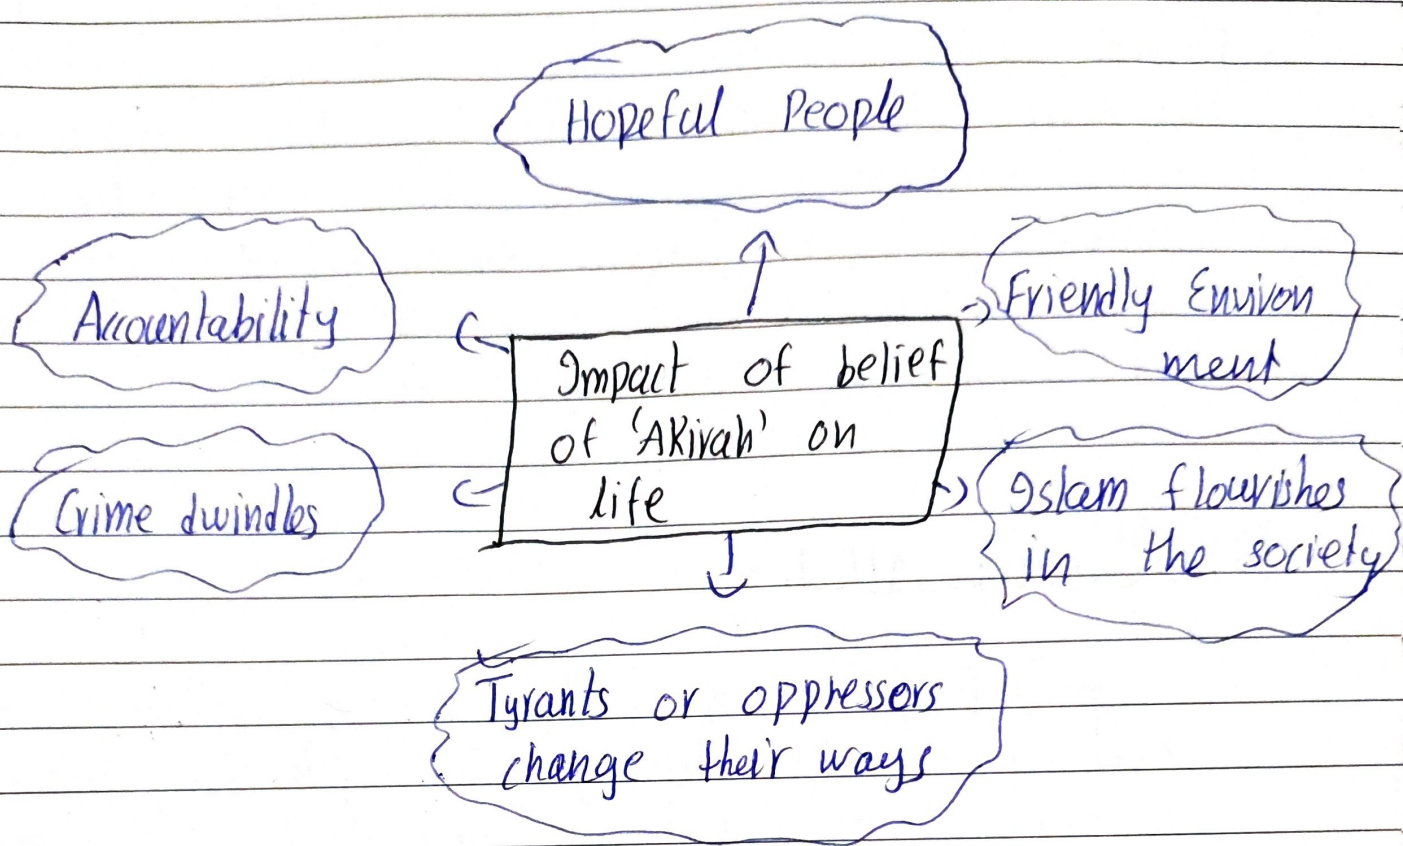 Hopeful People
Accountability
Friendly Environ
ment
Impact of belief
of 'Akirah' on
life
Crime dwindles
Islam flourishes
in the society
Tyrants or oppressors
change their ways